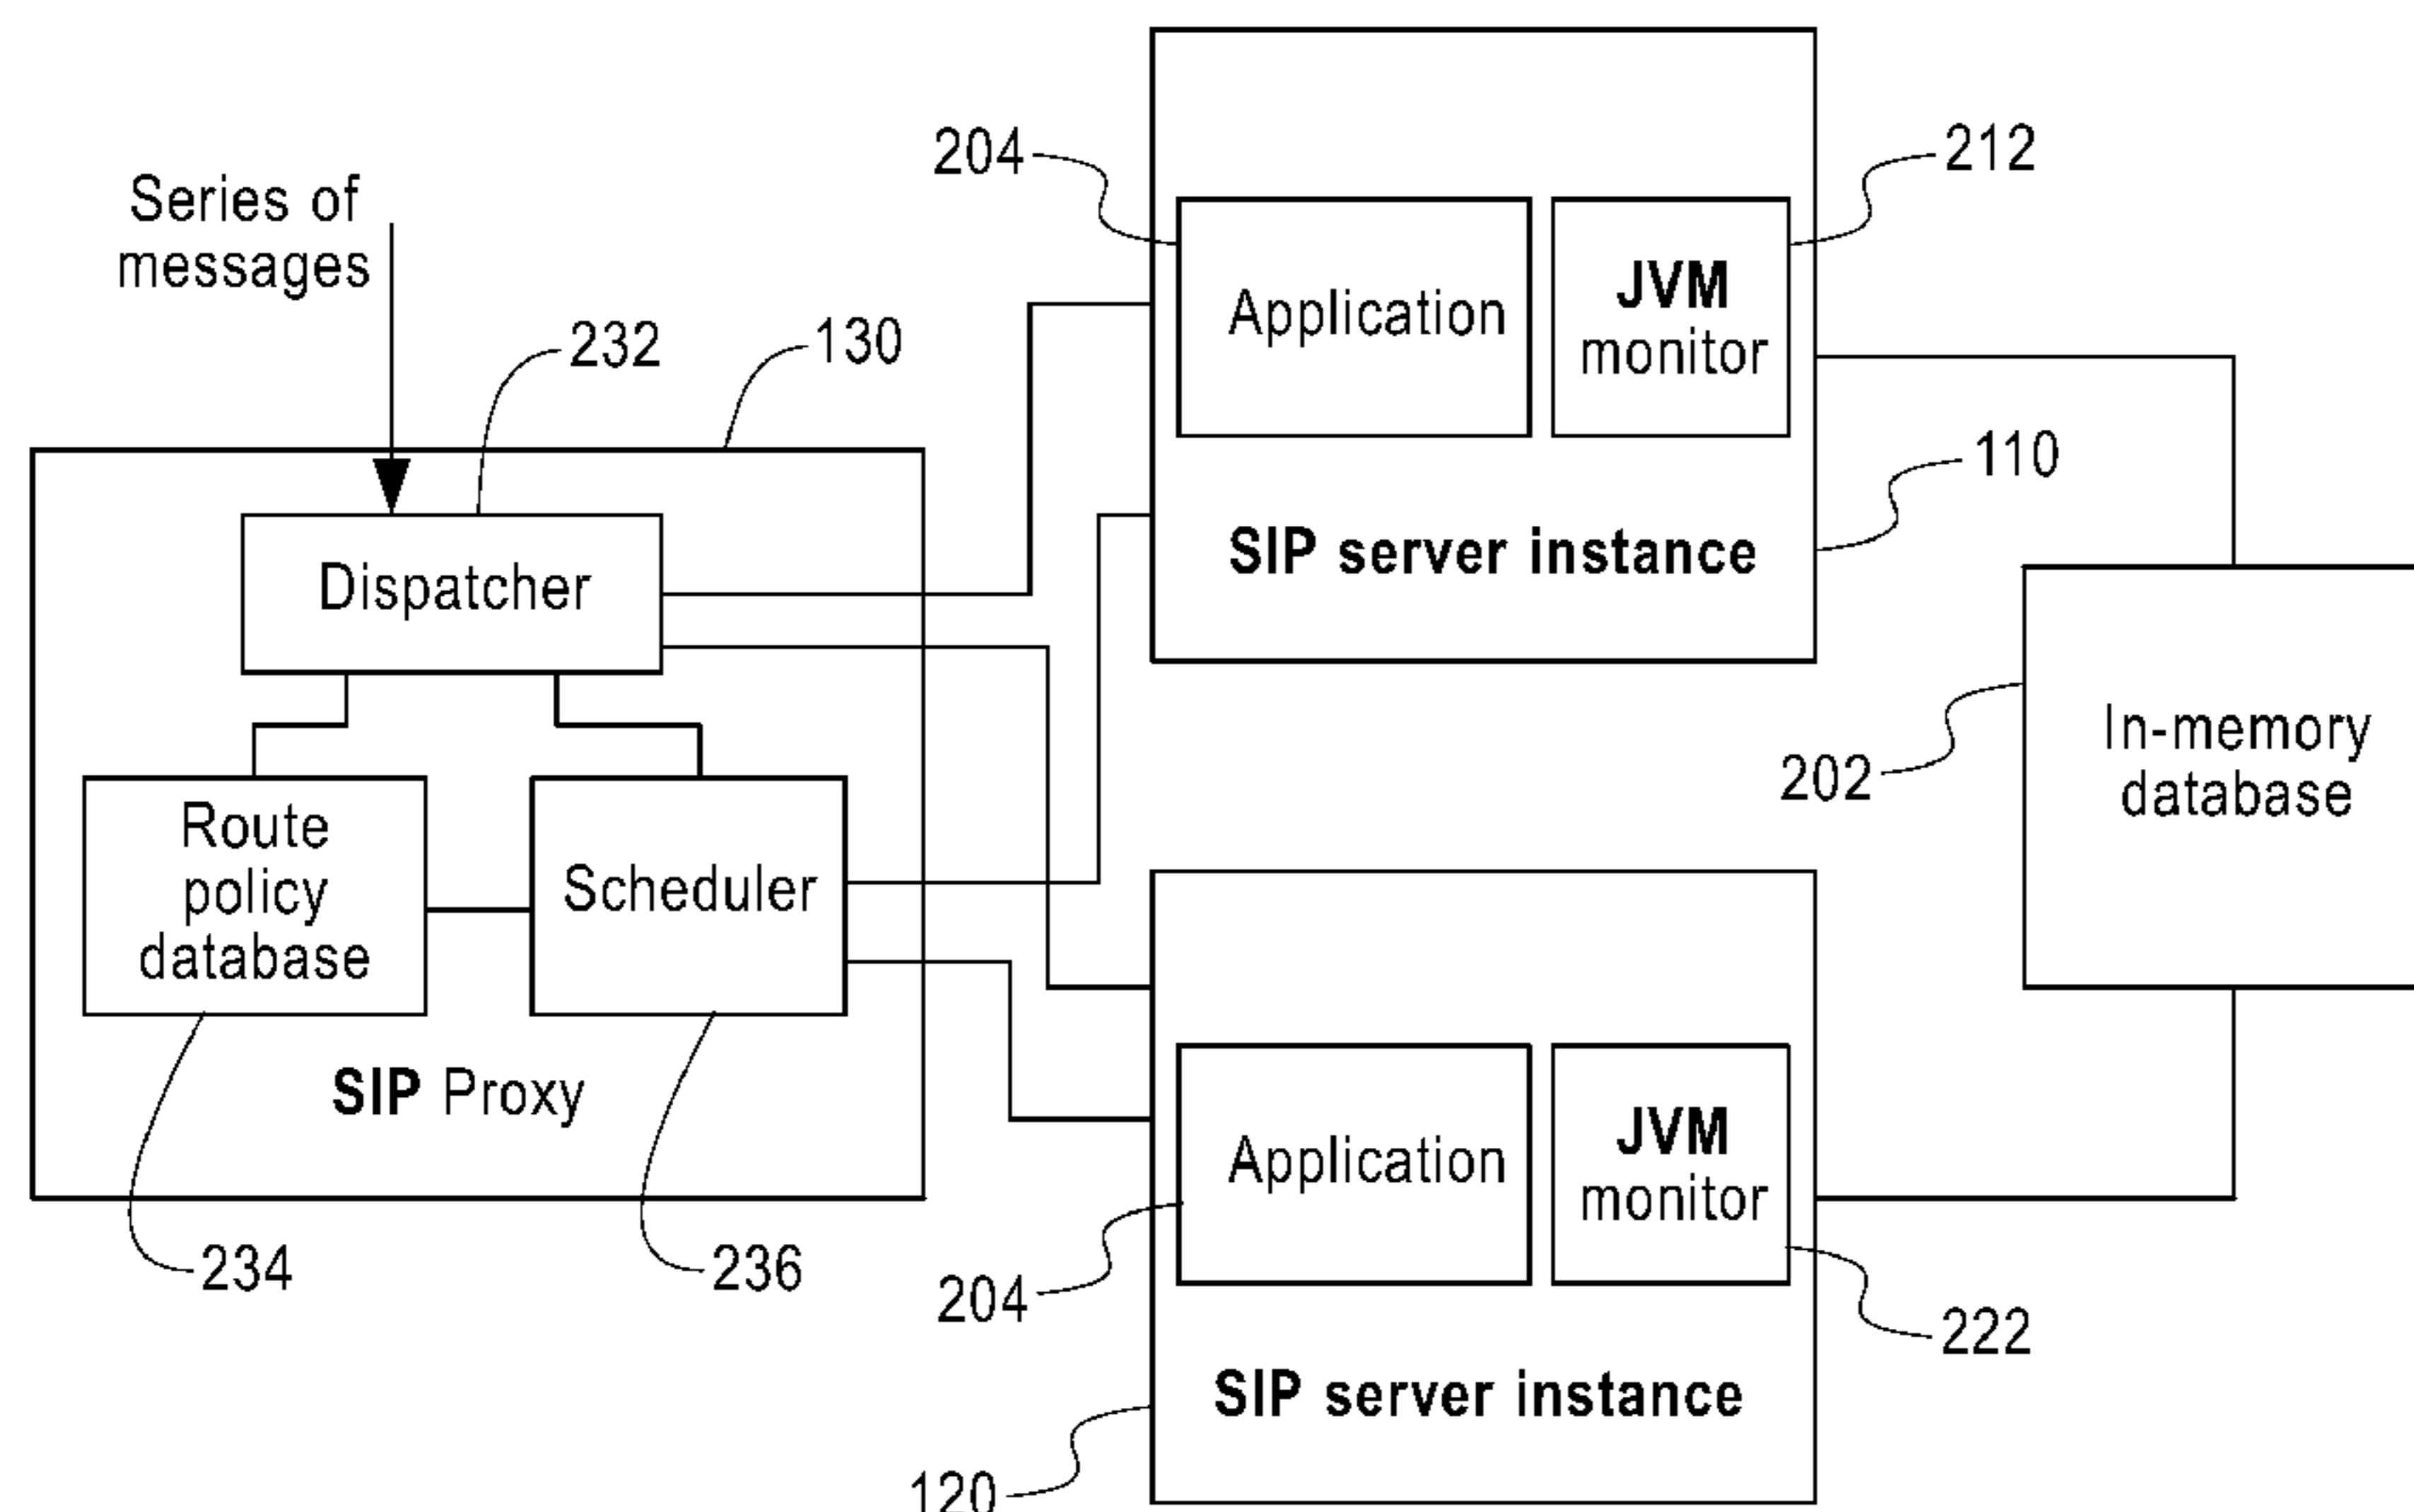 Series of
messages
232
130
Dispatcher
Route
policy
database
Scheduler
SIP Proxy
234
236
204
212
Application
JVM
monitor
110
SIP server instance
202
In-memory
database
Application
JVM
monitor
204
222
SIP server instance
120